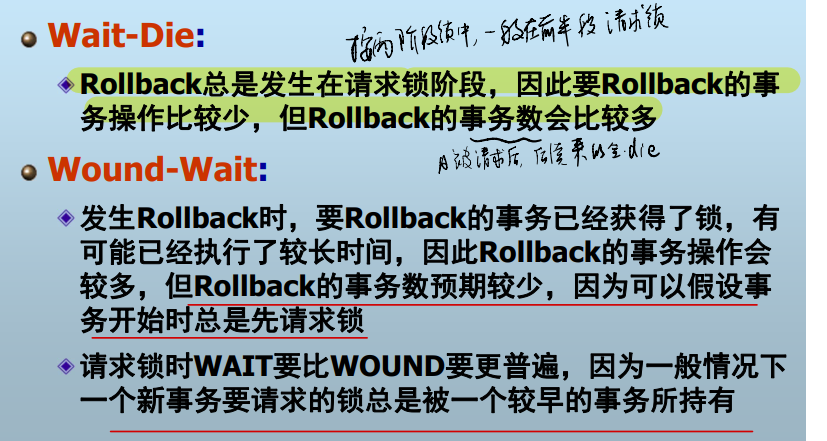 Wait-Die:
按两阶段锁中,一般在前半段 请求锁
Rollback总是发生在请求锁阶段，因此要Rollback的事
务操作比较少，但Rollback的事务数会比较多
被请求后, 后续来的全die
Wound-Wait:
发生Rollback时，要Rollback的事务已经获得了锁，有
可能已经执行了较长时间，因此Rollback的事务操作会
较多，但Rollback的事务数预期较少，因为可以假设事
务开始时总是先请求锁
请求锁时WAIT要比WOUND要更普遍，因为一般情况下
一个新事务要请求的锁总是被一个较早的事务所持有